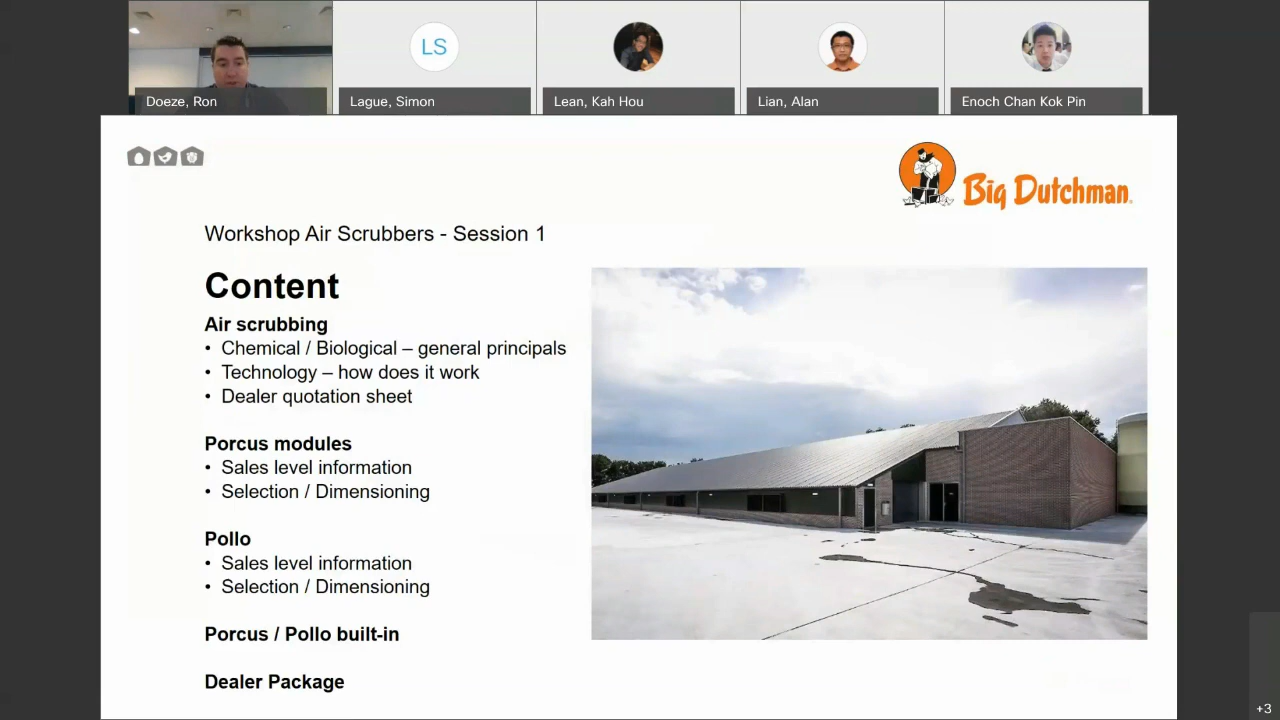 LS
Doeze, Ron
Lague, Simon
Lean, Kah Hou
Lian, Alan
Enoch Chan Kok Pin
Big Dutchman.
Workshop Air Scrubbers - Session 1
Content
Air scrubbing
• Chemical / Biological – general principals
• Technology – how does it work
• Dealer quotation sheet
Porcus modules
• Sales level information
• Selection / Dimensioning
Pollo
• Sales level information
• Selection / Dimensioning
Porcus / Pollo built-in
Dealer Package
+3